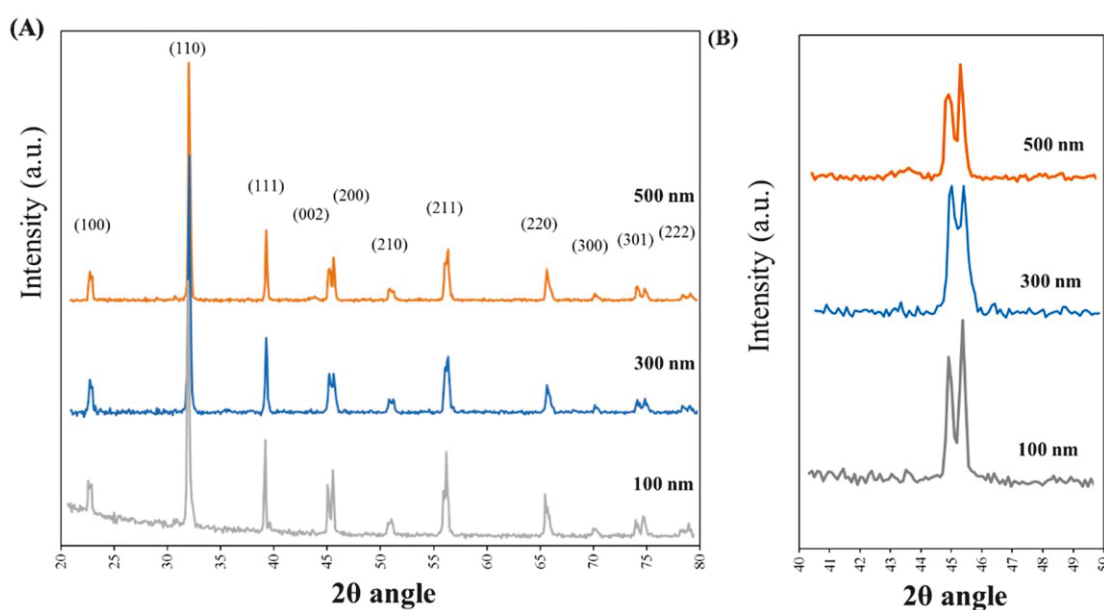 (A)
(110)
(100)
(111)
(002)
(200)
(210)
(211)
(220)
(300)
(301)
(222)
500 nm
300 nm
100 nm
Intensity (a.u.)
20 25 30 35 40 45 50 55 60 65 70 75 80
2θ angle
(B)
500 nm
300 nm
100 nm
Intensity (a.u.)
40 41 42 43 44 45 46 47 48 49 50
2θ angle